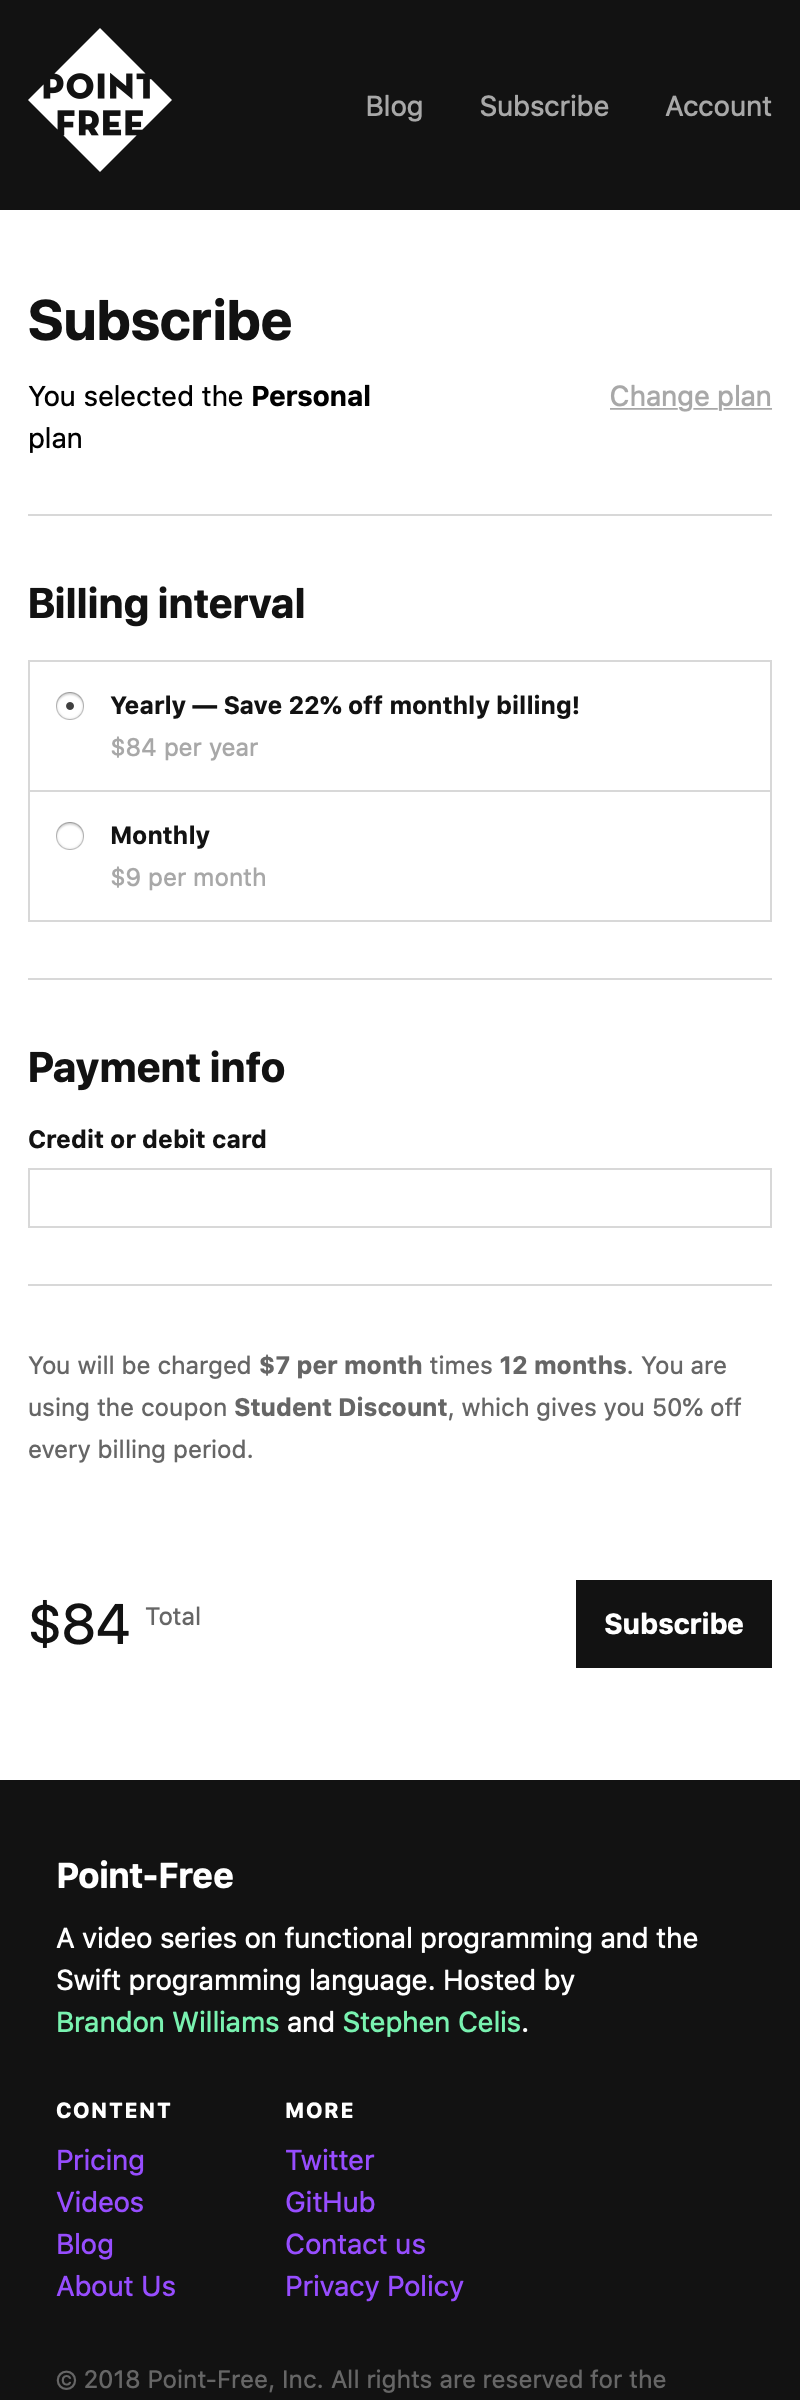 POINT
FREE
Blog Subscribe Account
Subscribe
You selected the Personal Change plan
plan
Billing interval
Yearly — Save 22% off monthly billing!
$84 per year
Monthly
$9 per month
Payment info
Credit or debit card
You will be charged $7 per month times 12 months. You are
using the coupon Student Discount, which gives you 50% off
every billing period.
$84 Total Subscribe
Point-Free
A video series on functional programming and the
Swift programming language. Hosted by
Brandon Williams and Stephen Celis.
CONTENT MORE
Pricing Twitter
Videos GitHub
Blog Contact us
About Us Privacy Policy
© 2018 Point-Free, Inc. All rights are reserved for the